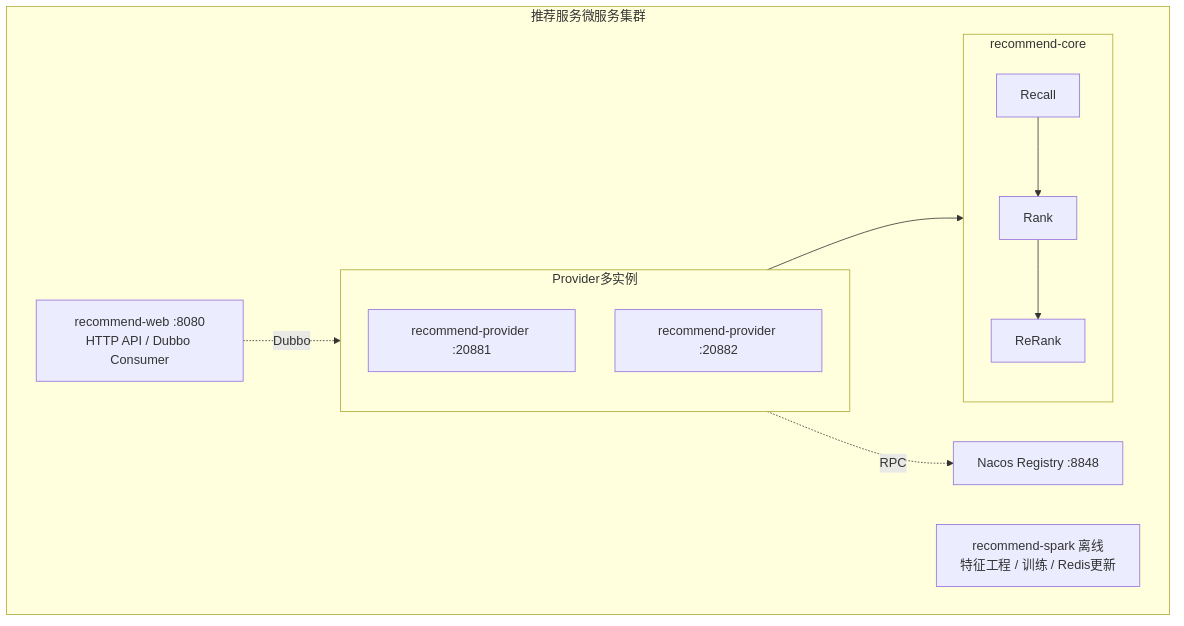 推荐服务微服务集群
recommend-core
Recall
Rank
ReRank
Provider多实例
recommend-provider
:20881
recommend-provider
:20882
recommend-web :8080
HTTP API / Dubbo
Consumer
Dubbo
RPC
Nacos Registry :8848
recommend-spark 离线
特征工程 / 训练 / Redis更新